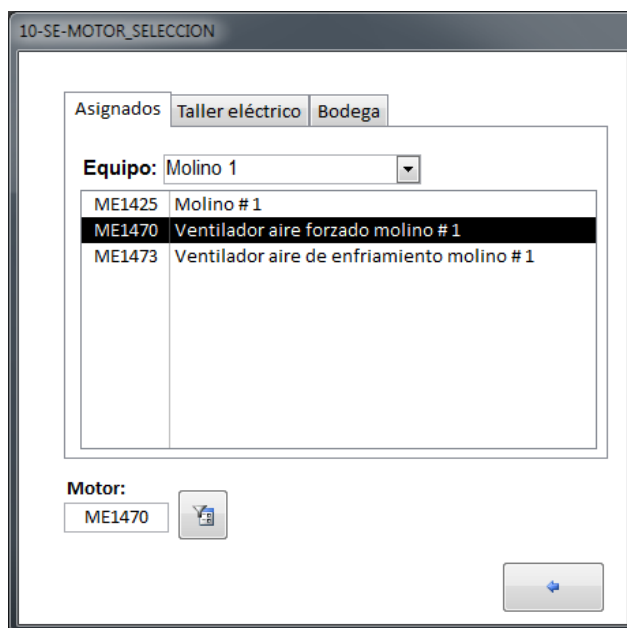 10-SE-MOTOR_SELECCION
Asignados Taller eléctrico Bodega
Equipo: Molino 1
ME1425 Molino # 1
ME1470 Ventilador aire forzado molino # 1
ME1473 Ventilador aire de enfriamiento molino # 1
Motor:
ME1470